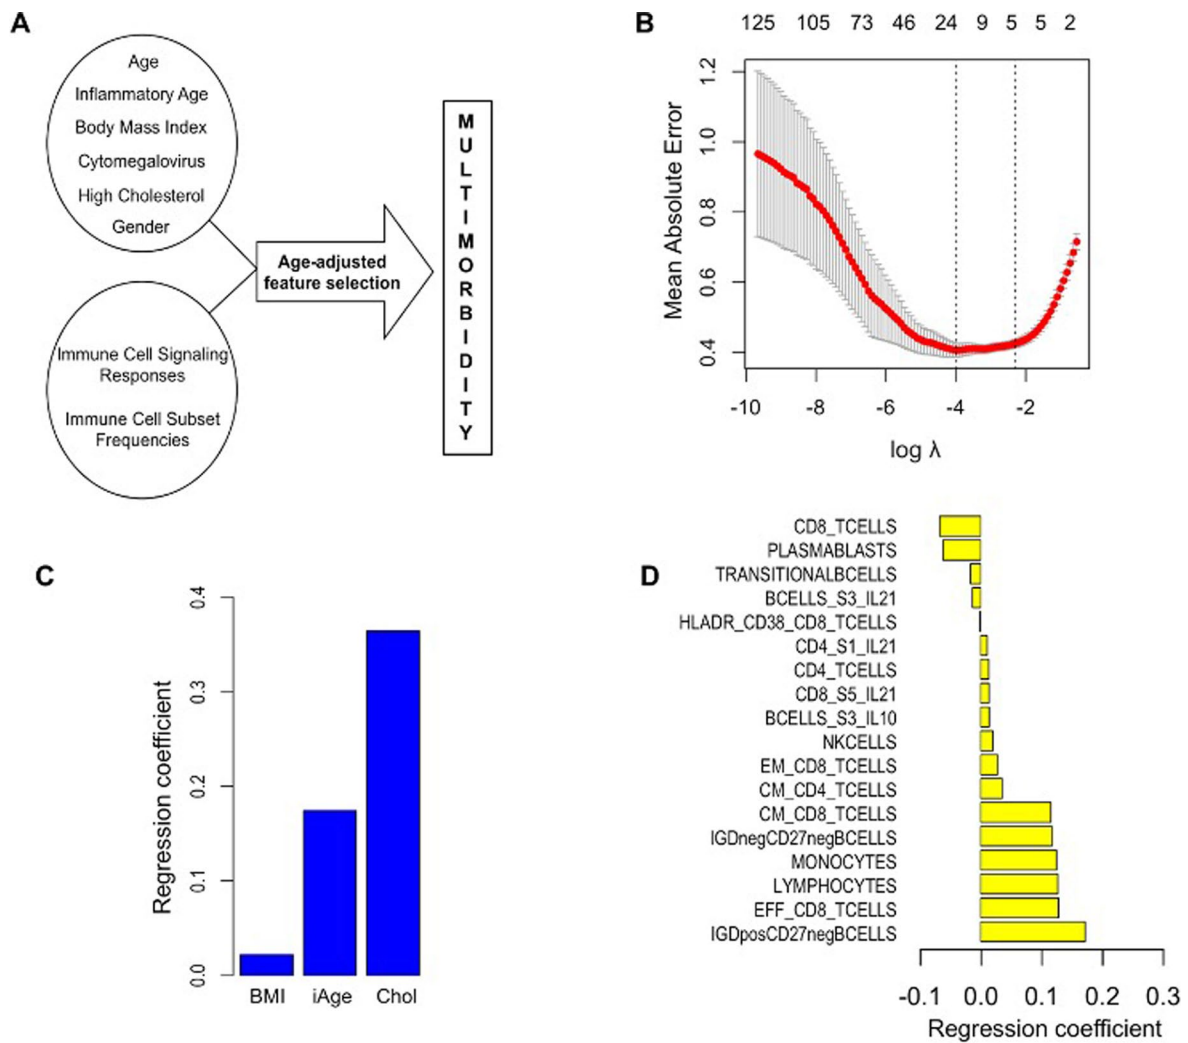 A
Age
Inflammatory Age
Body Mass Index
Cytomegalovirus
High Cholesterol
Gender
Immune Cell Signaling
Responses
Immune Cell Subset
Frequencies
Age-adjusted
feature selection
MULTIMORBIDITY
B
125 105 73 46 24 9 5 5 2
Mean Absolute Error
1.2
1.0
0.8
0.6
0.4
-10 -8 -6 -4 -2
log λ
C
Regression coefficient
0.4
0.3
0.2
0.1
0.0
BMI iAge Chol
D
CD8_TCELLS
PLASMABLASTS
TRANSITIONALBCELLS
BCELLS_S3_IL21
HLADR_CD38_CD8_TCELLS
CD4_S1_IL21
CD4_TCELLS
CD8_S5_IL21
BCELLS_S3_IL10
NKCELLS
EM_CD8_TCELLS
CM_CD4_TCELLS
CM_CD8_TCELLS
IGDnegCD27negBCELLS
MONOCYTES
LYMPHOCYTES
EFF_CD8_TCELLS
IGDposCD27negBCELLS
-0.1 0.0 0.1 0.2 0.3
Regression coefficient